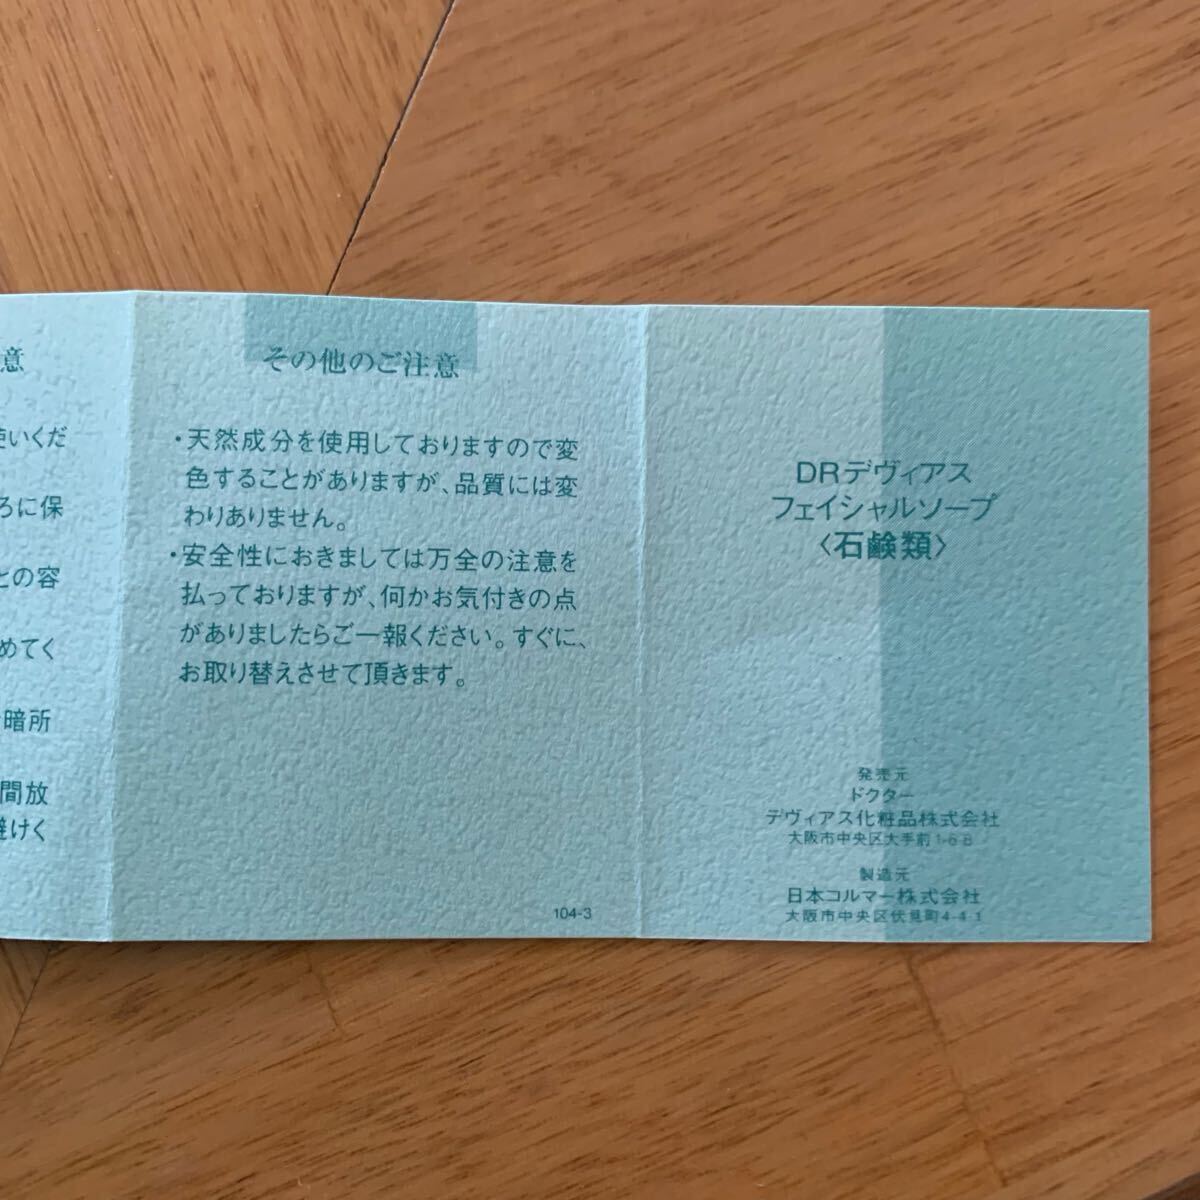 意
使いくだ
ろに保
との容
めてく
暗所
間放
避けく
その他のご注意
・天然成分を使用しておりますので変
色することがありますが、品質には変
わりありません。
・安全性におきましては万全の注意を
払っておりますが、何かお気付きの点
がありましたらご一報ください。すぐに、
お取り替えさせて頂きます。
104-3
DRデヴィアス
フェイシャルソープ
〈石鹸類〉
発売元
ドクター
デヴィアス化粧品株式会社
大阪市中央区大手前1-6-8
製造元
日本コルマー株式会社
大阪市中央区伏見町4-4-1